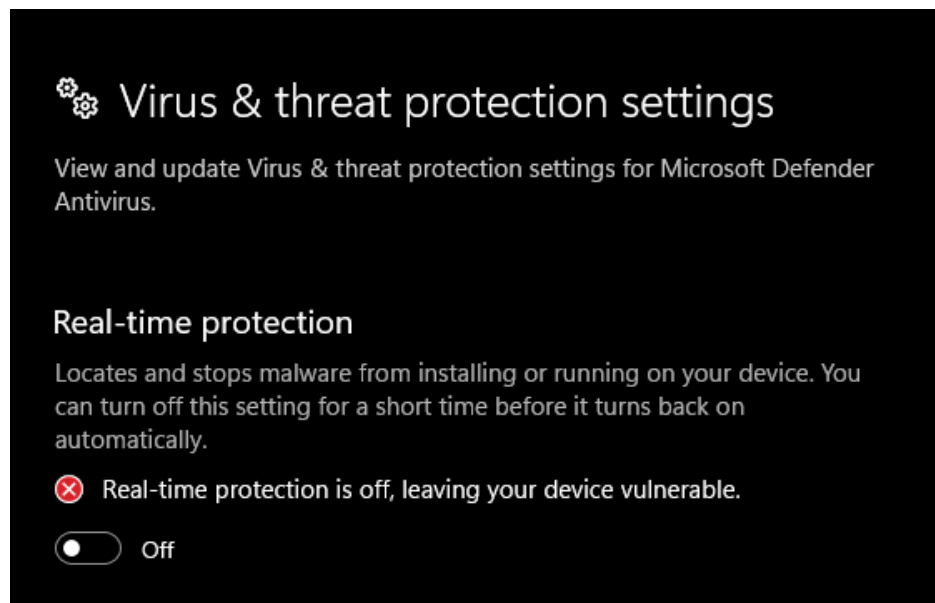 Virus & threat protection settings
View and update Virus & threat protection settings for Microsoft Defender
Antivirus.
Real-time protection
Locates and stops malware from installing or running on your device. You
can turn off this setting for a short time before it turns back on
automatically.
Real-time protection is off, leaving your device vulnerable.
Off